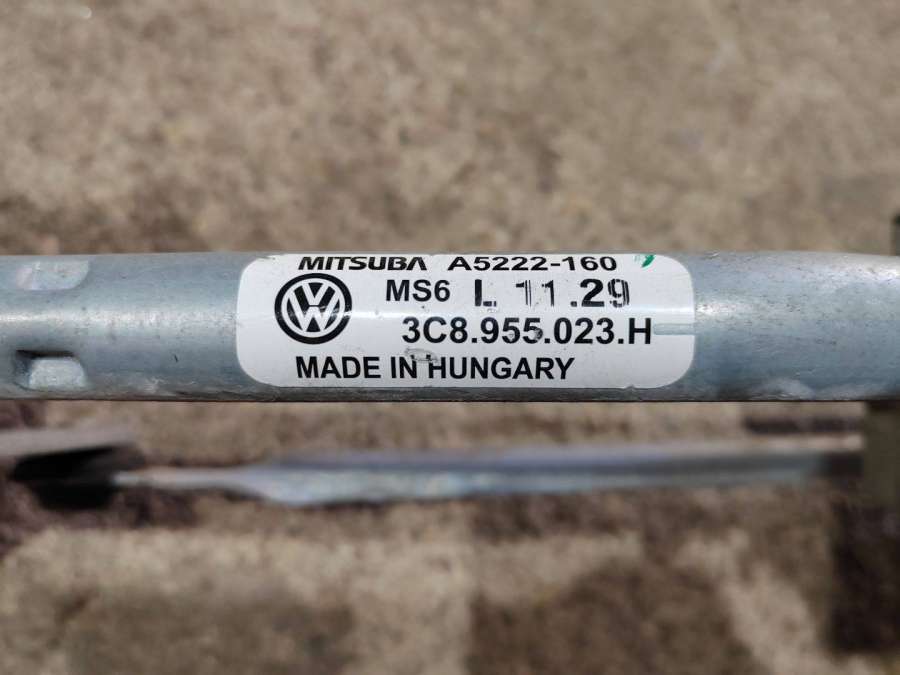 MITSUBA A5222-160
MS6 L 11.29
3C8.955.023.H
MADE IN HUNGARY